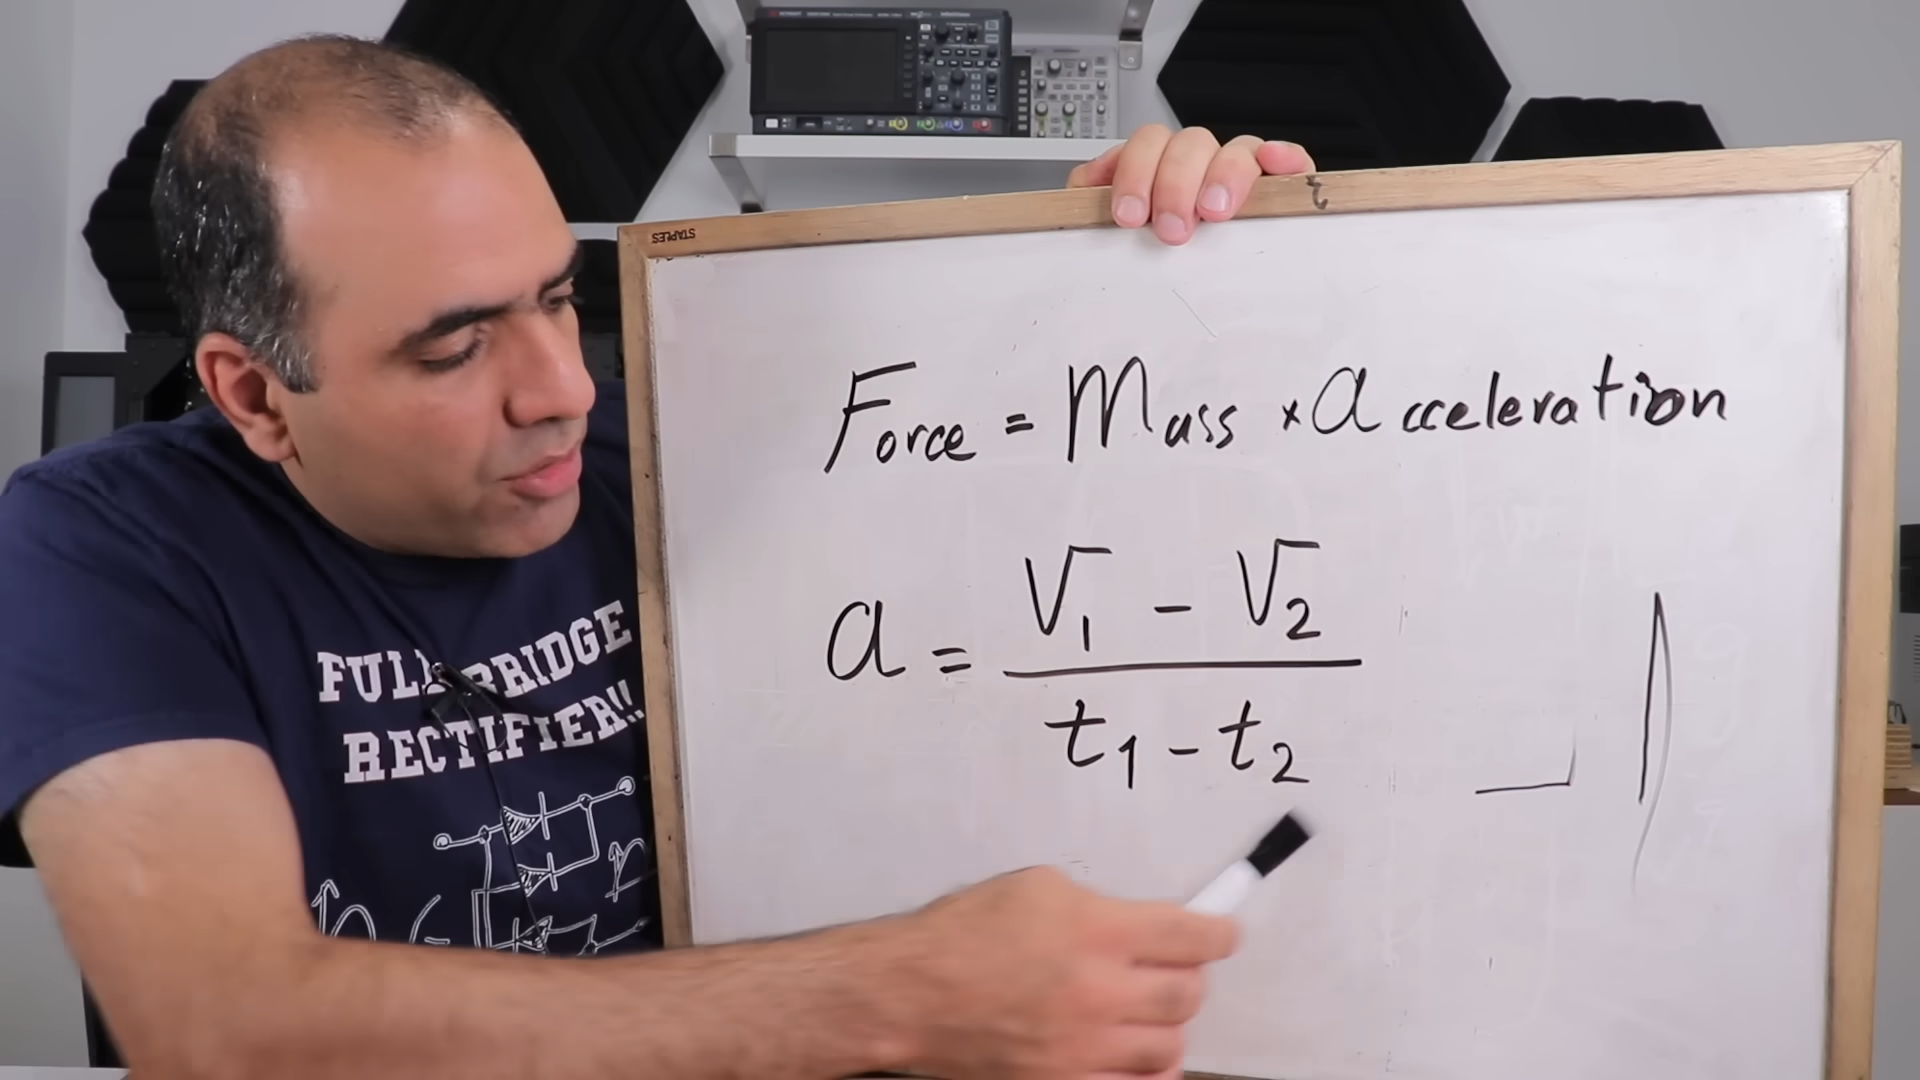 STAPLES
Force = Mass × acceleration
a = (V₁ - V₂) / (t₁ - t₂)
FULL BRIDGE
RECTIFIER!!